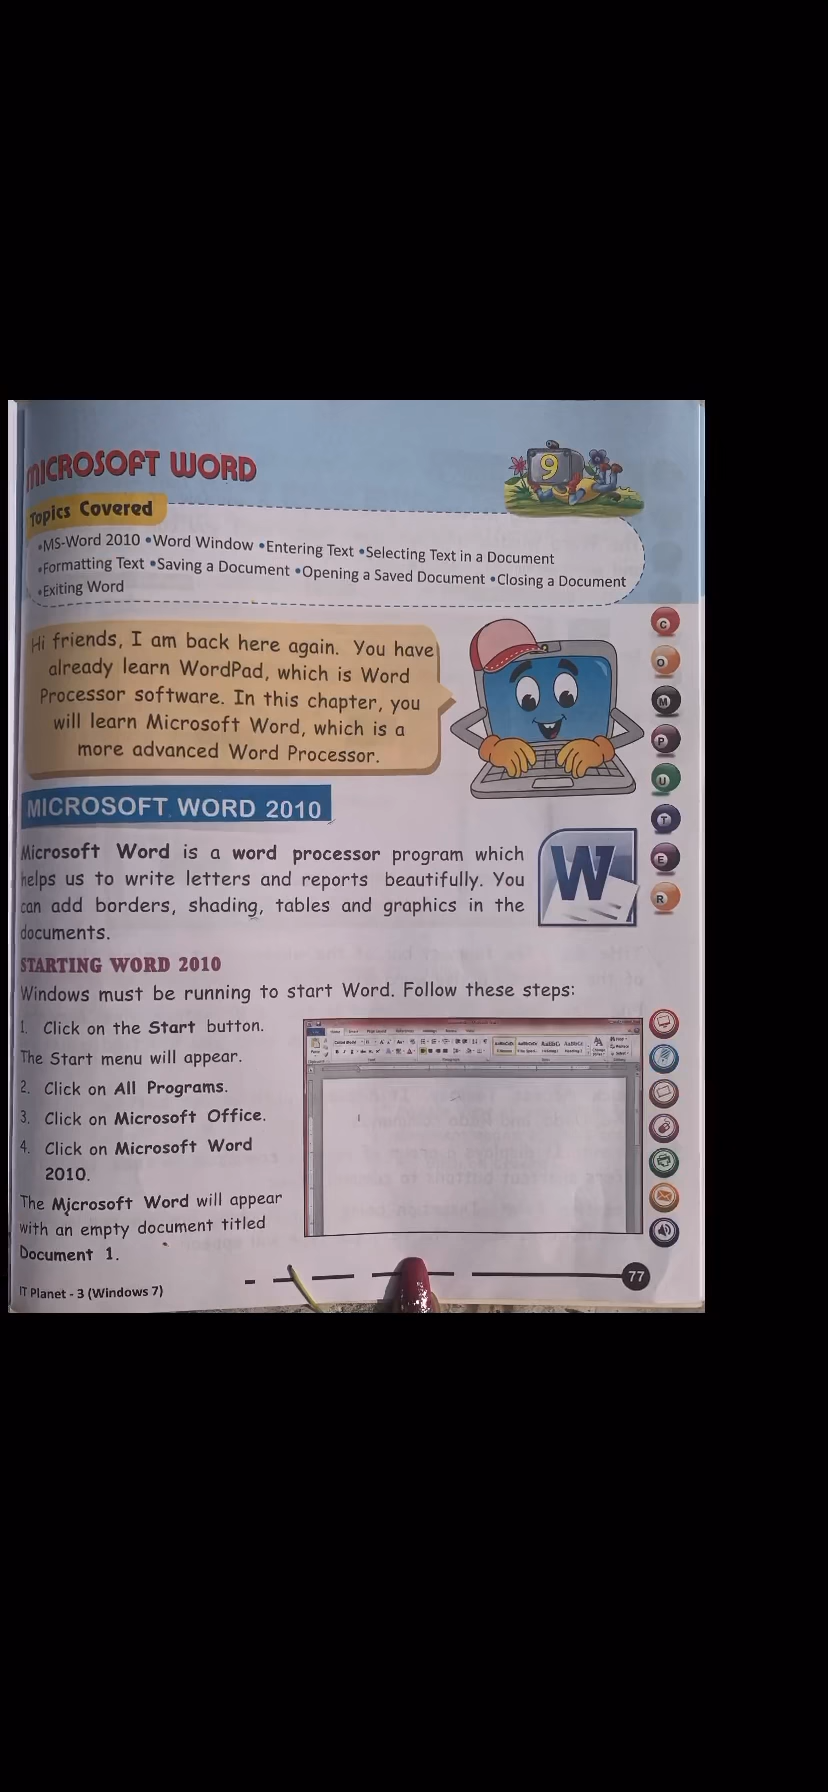 MICROSOFT WORD
9
Topics Covered
•MS-Word 2010 •Word Window •Entering Text •Selecting Text in a Document
•Formatting Text •Saving a Document •Opening a Saved Document •Closing a Document
•Exiting Word
Hi friends, I am back here again. You have
already learn WordPad, which is Word
Processor software. In this chapter, you
will learn Microsoft Word, which is a
more advanced Word Processor.
C
O
M
P
U
T
E
R
MICROSOFT WORD 2010
Microsoft Word is a word processor program which
helps us to write letters and reports beautifully. You
can add borders, shading, tables and graphics in the
documents.
W
STARTING WORD 2010
Windows must be running to start Word. Follow these steps:
1. Click on the Start button.
The Start menu will appear.
2. Click on All Programs.
3. Click on Microsoft Office.
4. Click on Microsoft Word
2010.
The Microsoft Word will appear
with an empty document titled
Document 1.
IT Planet - 3 (Windows 7)
77